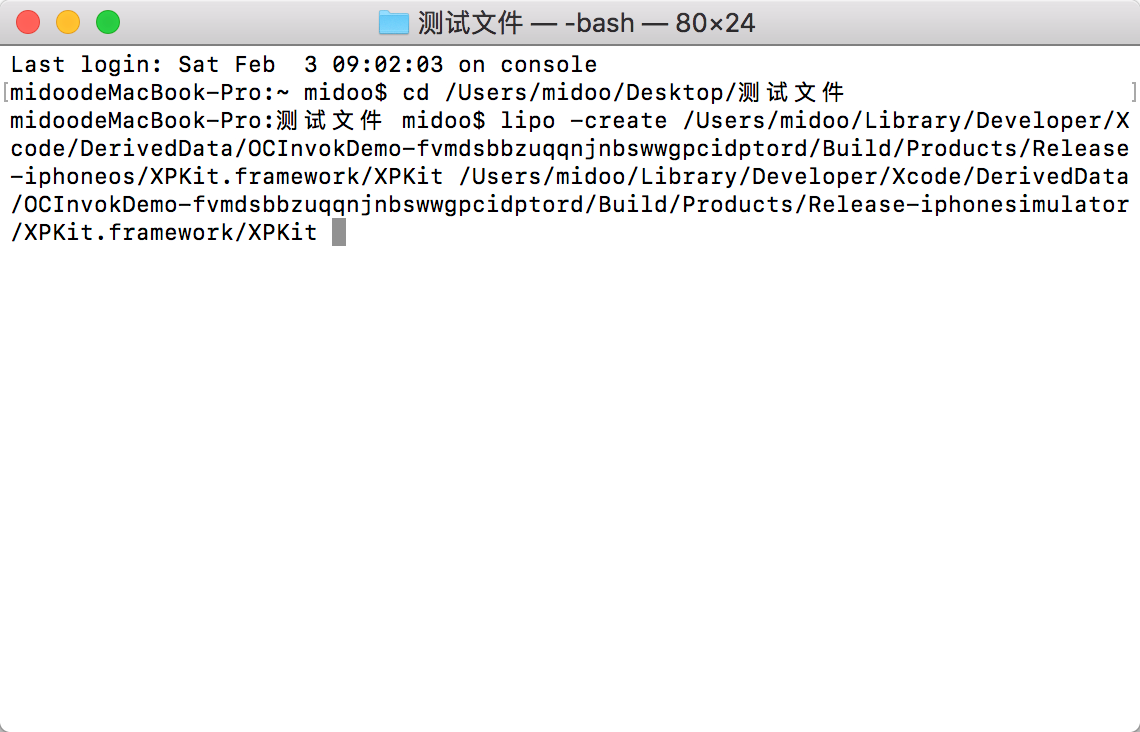 测试文件 — -bash — 80×24
Last login: Sat Feb  3 09:02:03 on console
[midoodeMacBook-Pro:~ midoo$ cd /Users/midoo/Desktop/测试文件 ]
midoodeMacBook-Pro:测试文件 midoo$ lipo -create /Users/midoo/Library/Developer/X
code/DerivedData/OCInvokDemo-fvmdsbbzuqqnjnbswwgpcidptord/Build/Products/Release
-iphoneos/XPKit.framework/XPKit /Users/midoo/Library/Developer/Xcode/DerivedData
/OCInvokDemo-fvmdsbbzuqqnjnbswwgpcidptord/Build/Products/Release-iphonesimulator
/XPKit.framework/XPKit